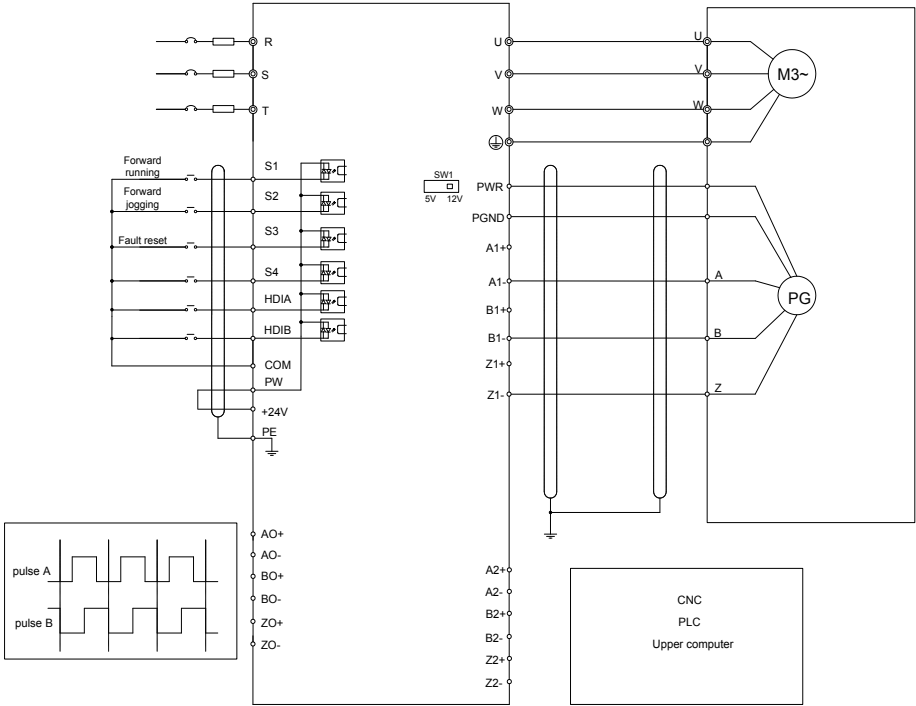 R
S
T
U
V
W
U
V
W
M3~
Forward
running
Forward
jogging
Fault reset
S1
S2
S3
S4
HDIA
HDIB
COM
PW
+24V
PE
SW1
5V 12V
PWR
PGND
A1+
A1-
B1+
B1-
Z1+
Z1-
A
B
Z
PG
pulse A
pulse B
AO+
AO-
BO+
BO-
ZO+
ZO-
A2+
A2-
B2+
B2-
Z2+
Z2-
CNC
PLC
Upper computer